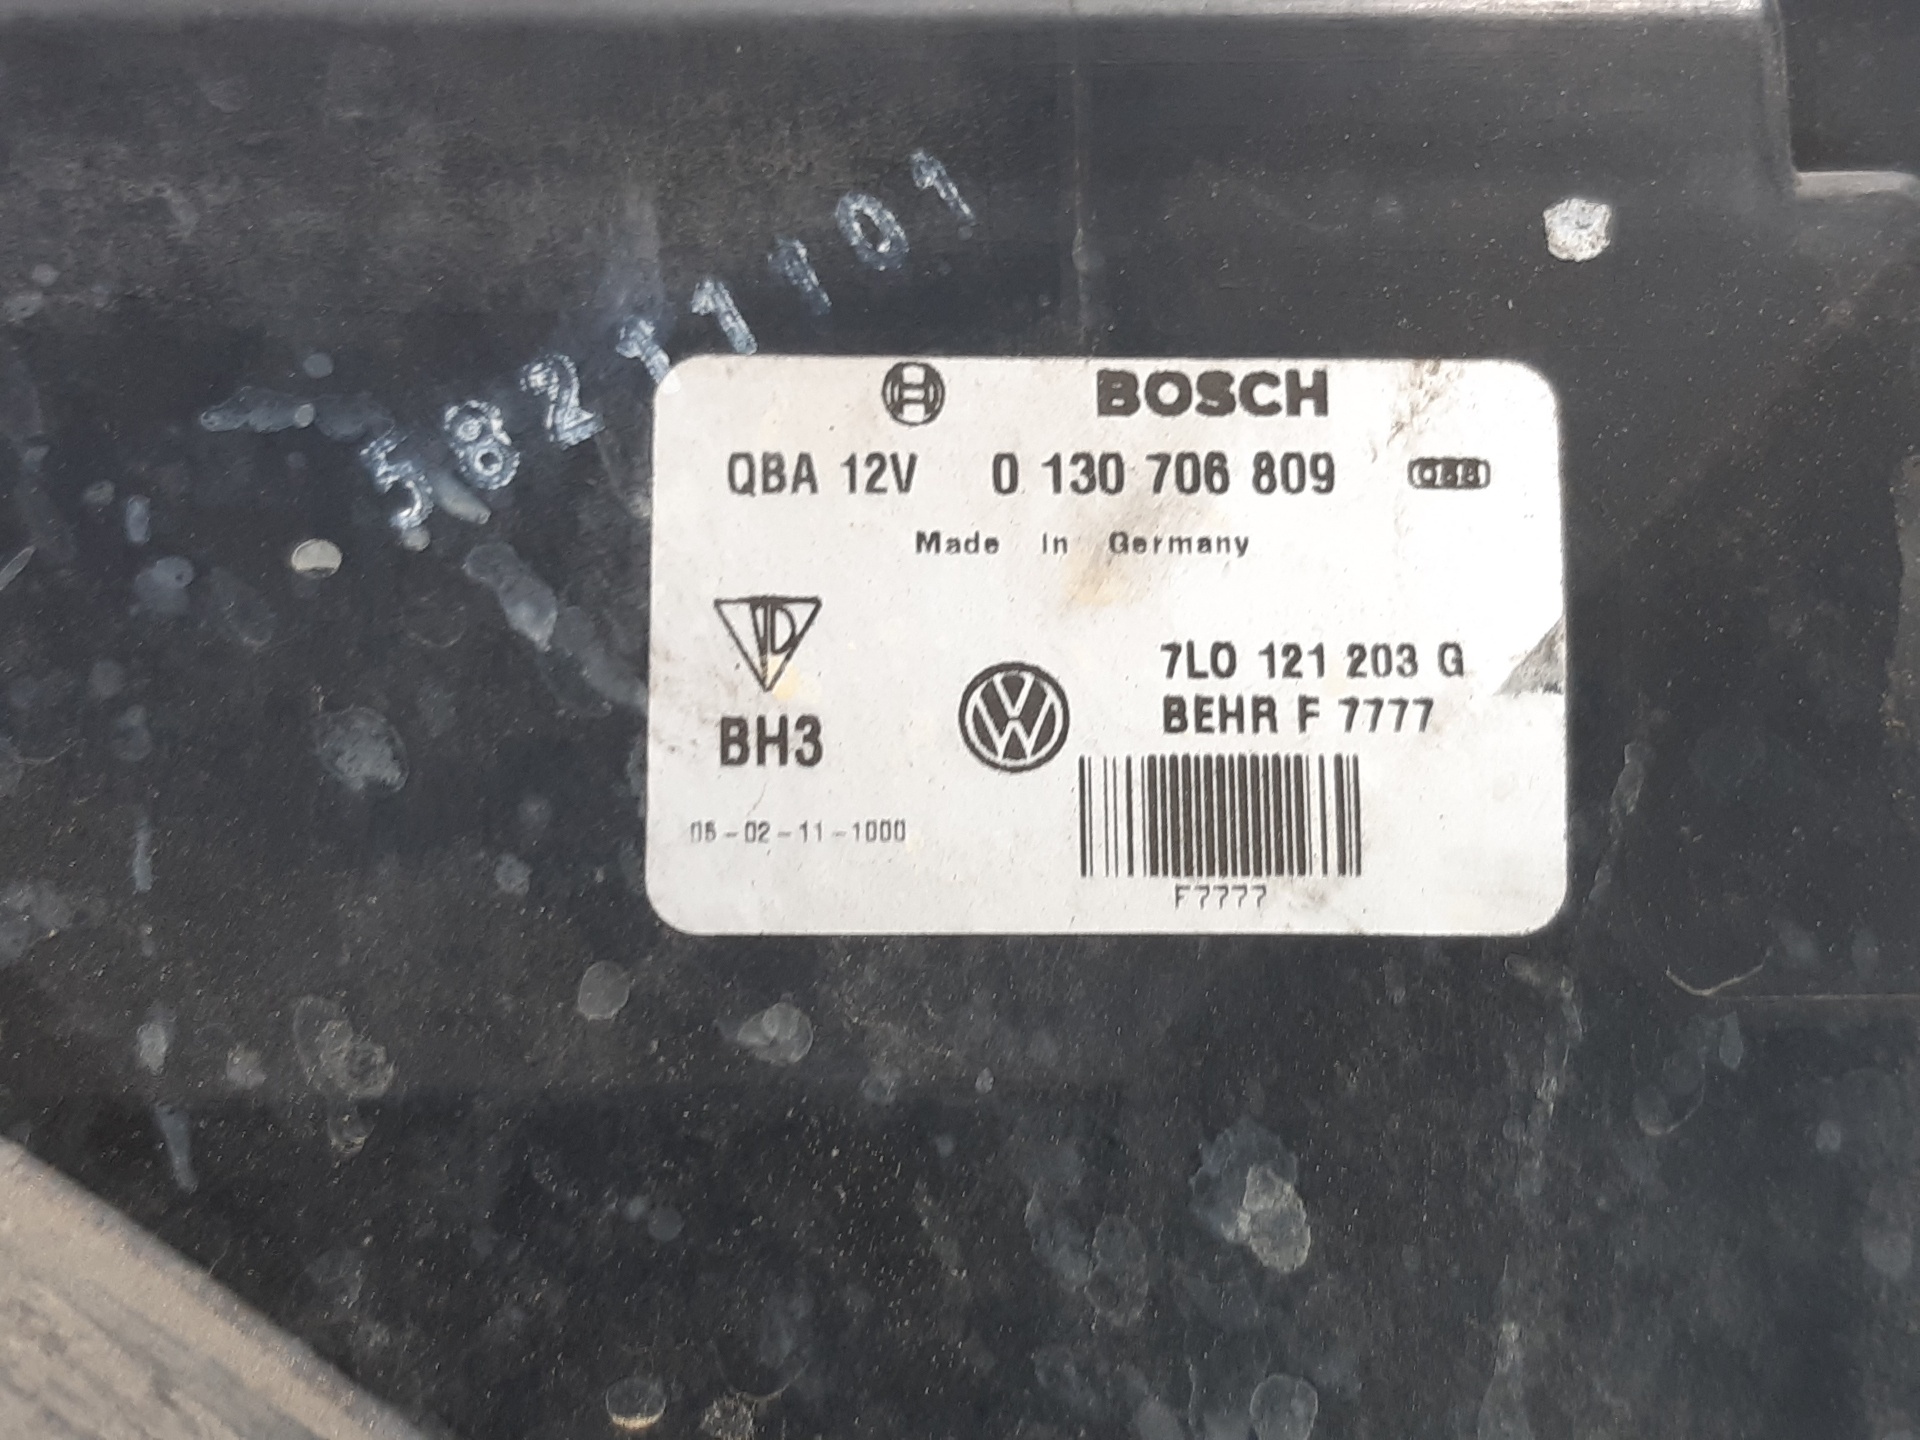 58211101
BOSCH
QBA 12V 0 130 706 809
Made in Germany
7L0 121 203 G
BEHR F 7777
BH3
05-02-11-1000
F7777